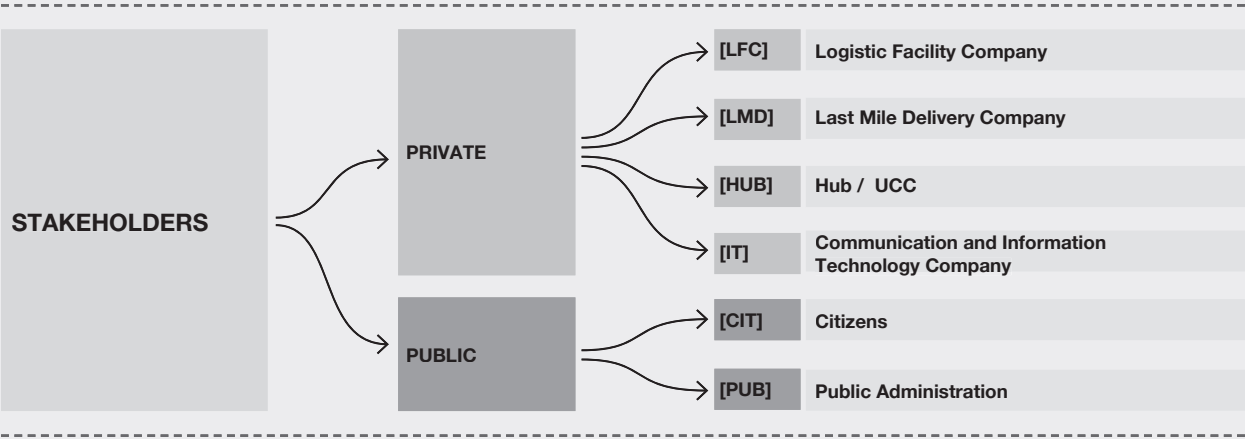 STAKEHOLDERS
PRIVATE
[LFC] Logistic Facility Company
[LMD] Last Mile Delivery Company
[HUB] Hub / UCC
[IT] Communication and Information
Technology Company
PUBLIC
[CIT] Citizens
[PUB] Public Administration